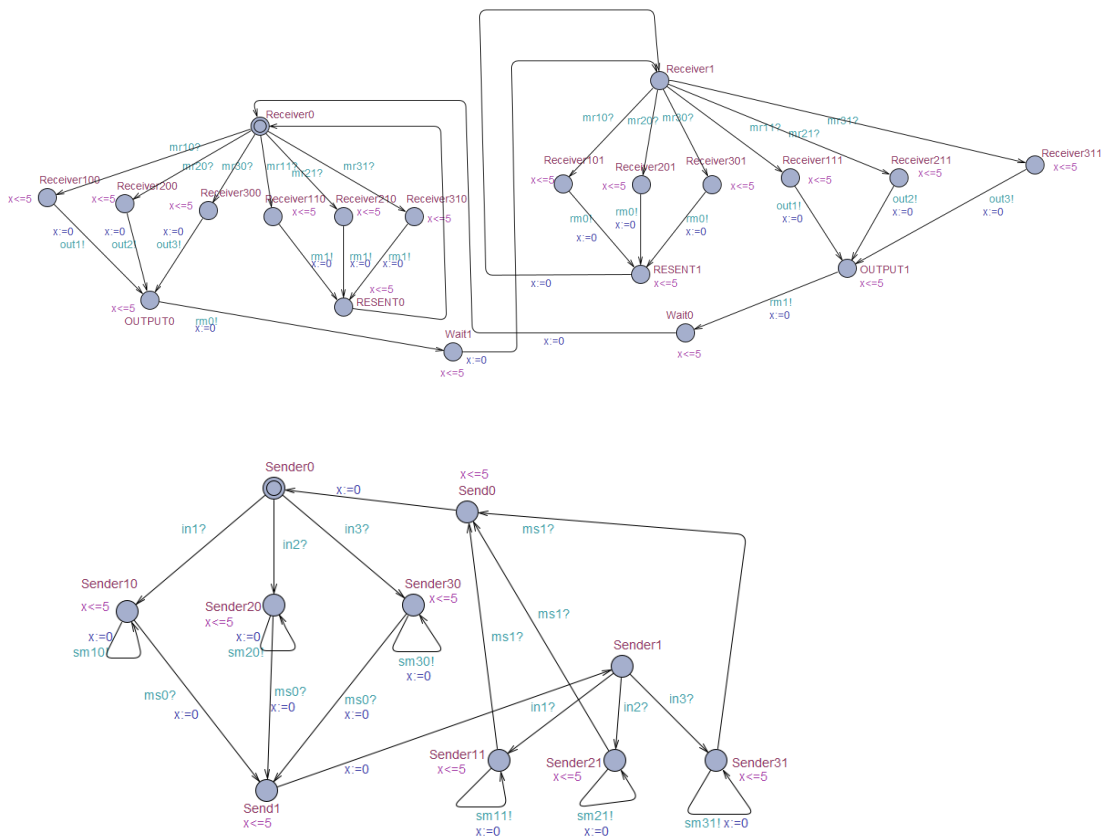 Receiver0
mr10?
mr20?
mr30?
mr11?
mr21?
mr31?
Receiver100
x<=5
Receiver200
x<=5
Receiver300
x<=5
Receiver110
Receiver210
x<=5
Receiver310
x<=5
x:=0
out1!
x:=0
out2!
x:=0
out3!
rm1!
x:=0
rm1!
x:=0
rm1!
x:=0
x<=5
OUTPUT0
x<=5
RESENT0
rm0!
x:=0
Wait1
x<=5
x:=0
Receiver1
mr10?
mr20?
mr30?
mr11?
mr21?
mr31?
Receiver101
x<=5
Receiver201
x<=5
Receiver301
x<=5
Receiver111
x<=5
Receiver211
x<=5
Receiver311
x<=5
rm0!
x:=0
rm0!
x:=0
rm0!
x:=0
out1!
x:=0
out2!
x:=0
out3!
x:=0
RESENT1
x<=5
x:=0
OUTPUT1
x<=5
rm1!
x:=0
Wait0
x<=5
x:=0
Sender0
in1?
in2?
in3?
x<=5
Send0
x:=0
ms1?
Sender10
x<=5
x:=0
sm10!
Sender20
x<=5
x:=0
sm20!
Sender30
x<=5
sm30!
x:=0
ms0?
x:=0
ms0?
x:=0
ms0?
x:=0
ms1?
ms1?
Sender1
in1?
in2?
in3?
x:=0
Send1
x<=5
Sender11
x<=5
sm11!
x:=0
Sender21
x<=5
sm21!
x:=0
Sender31
x<=5
sm31!
x:=0